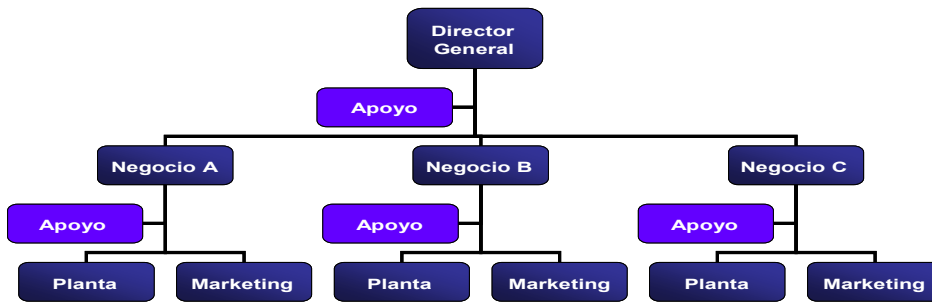 Director
General
Apoyo
Negocio A
Negocio B
Negocio C
Apoyo
Apoyo
Apoyo
Planta
Marketing
Planta
Marketing
Planta
Marketing